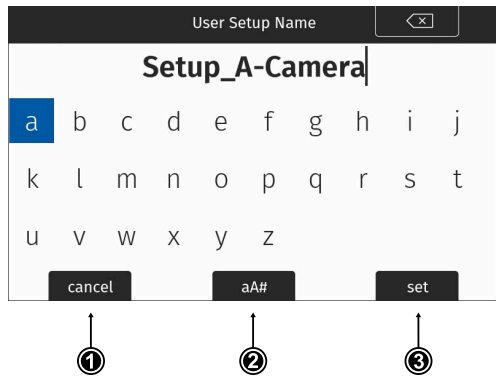 User Setup Name
Setup_A-Camera
a b c d e f g h i j
k l m n o p q r s t
u v w x y z
cancel aA# set
1 2 3